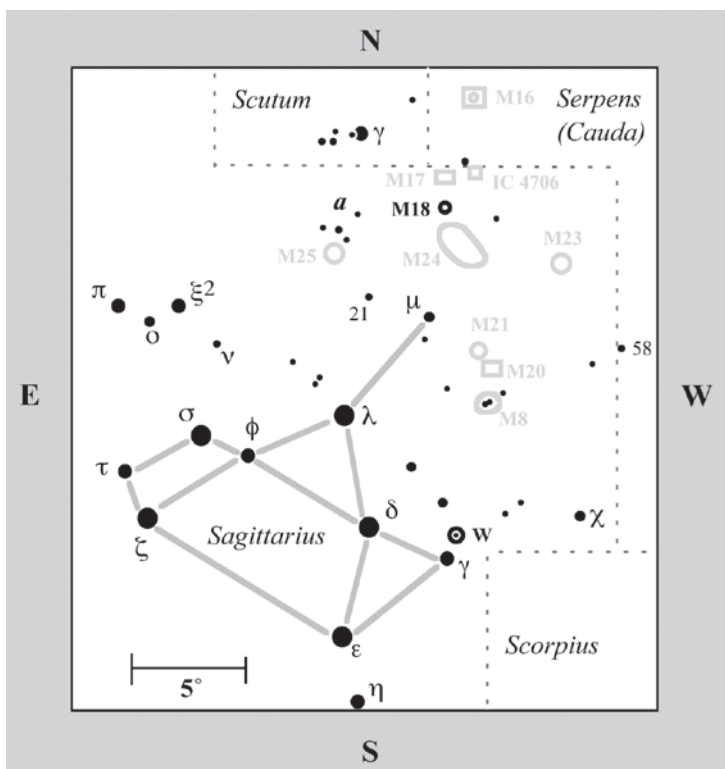 N
Scutum
M16
Serpens
(Cauda)
γ
M17
IC 4706
a
M18
M25
M24
M23
π
ξ2
ο
21
μ
ν
M21
58
M20
E
W
M8
σ
ϕ
λ
τ
ζ
Sagittarius
δ
w
χ
γ
ε
Scorpius
5°
η
S